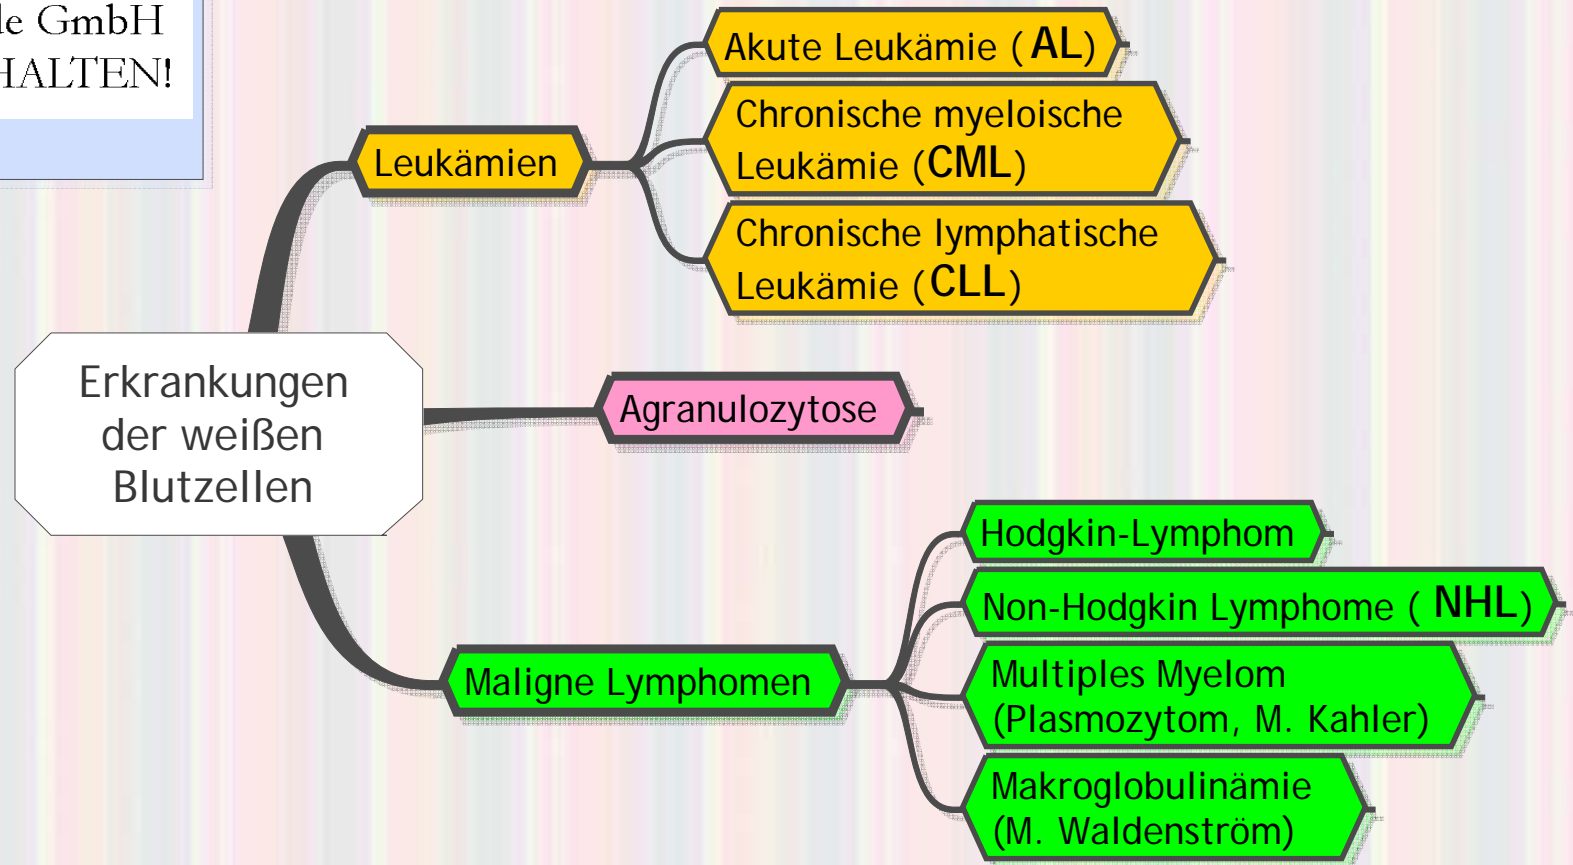 de GmbH
HALTEN!
Akute Leukämie ( AL)
Chronische myeloische
Leukämie (CML)
Leukämien
Chronische lymphatische
Leukämie (CLL)
Erkrankungen
der weißen
Blutzellen
Agranulozytose
Hodgkin-Lymphom
Non-Hodgkin Lymphome ( NHL)
Maligne Lymphomen
Multiples Myelom
(Plasmozytom, M. Kahler)
Makroglobulinämie
(M. Waldenström)